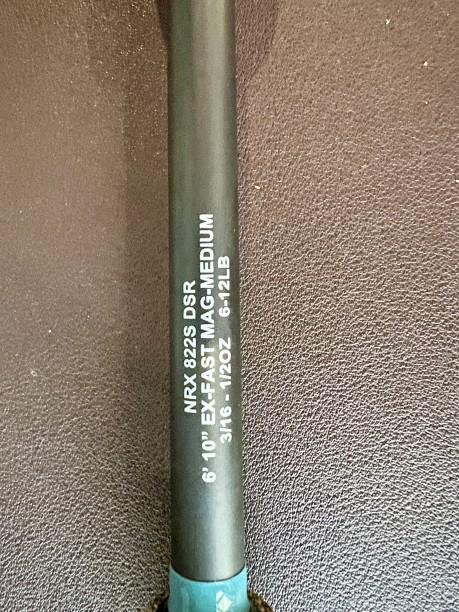 NRX 822S DSR
6' 10" EX-FAST MAG-MEDIUM
3/16 - 1/2OZ 6-12LB